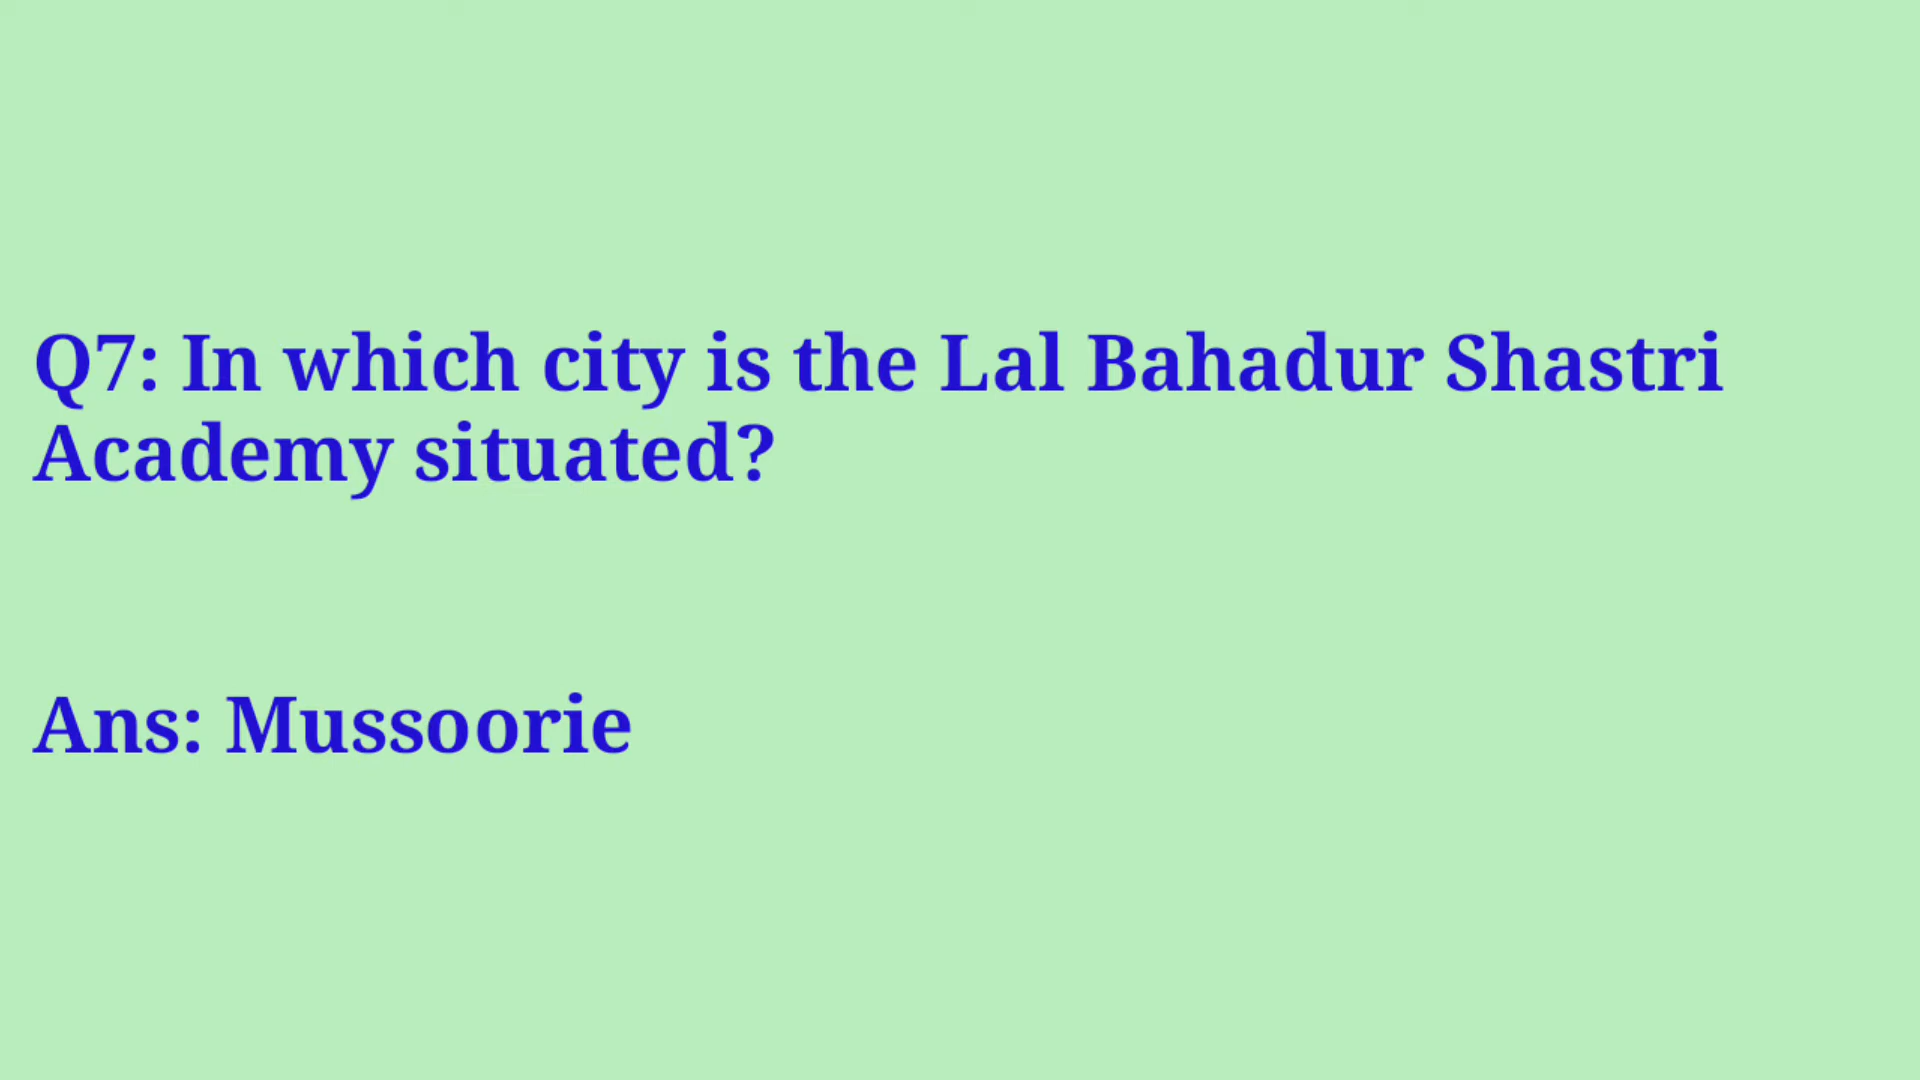 Q7: In which city is the Lal Bahadur Shastri
Academy situated?
Ans: Mussoorie